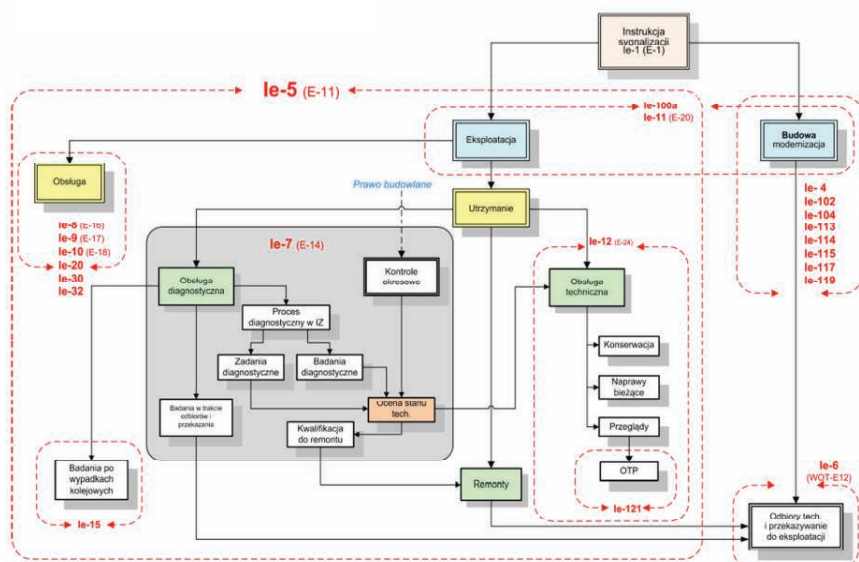 Instrukcja
sygnalizacji
Ie-1 (E-1)
Ie-5 (E-11)
Ie-100a
Ie-11 (E-20)
Eksploatacja
Budowa
modernizacja
Obsługa
Prawo budowlane
Utrzymanie
Ie-8 (E-16)
Ie-9 (E-17)
Ie-10 (E-18)
Ie-20
Ie-30
Ie-32
Ie-4
Ie-102
Ie-104
Ie-113
Ie-114
Ie-115
Ie-117
Ie-119
Ie-7 (E-14)
Ie-12 (E-24)
Obsługa
diagnostyczna
Kontrole
okresowe
Obsługa
techniczna
Proces
diagnostyczny w IZ
Zadania
diagnostyczne
Badania
diagnostyczne
Konserwacja
Naprawy
bieżące
Badania w trakcie
odbiorów i
przekazania
Ocena stanu
tech.
Kwalifikacja
do remontu
Przeglądy
Badania po
wypadkach
kolejowych
Remonty
OTP
Ie-6
(WOT-E12)
Ie-15
Ie-121
Odbiory tech.
i przekazywanie
do eksploatacji